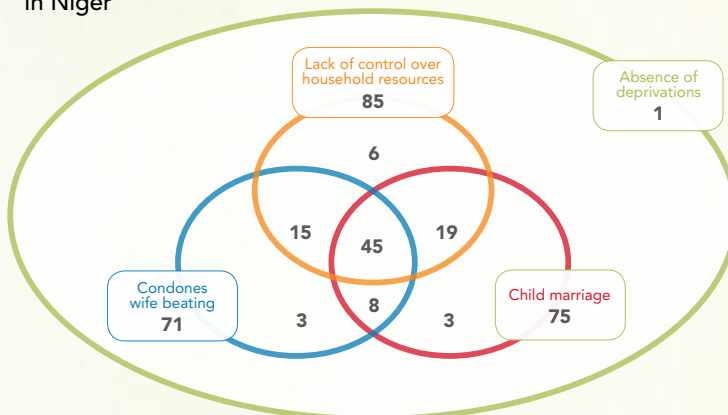 in Niger
Lack of control over
household resources
85
Absence of
deprivations
1
6
15
45
19
Condones
wife beating
71
3
8
3
Child marriage
75